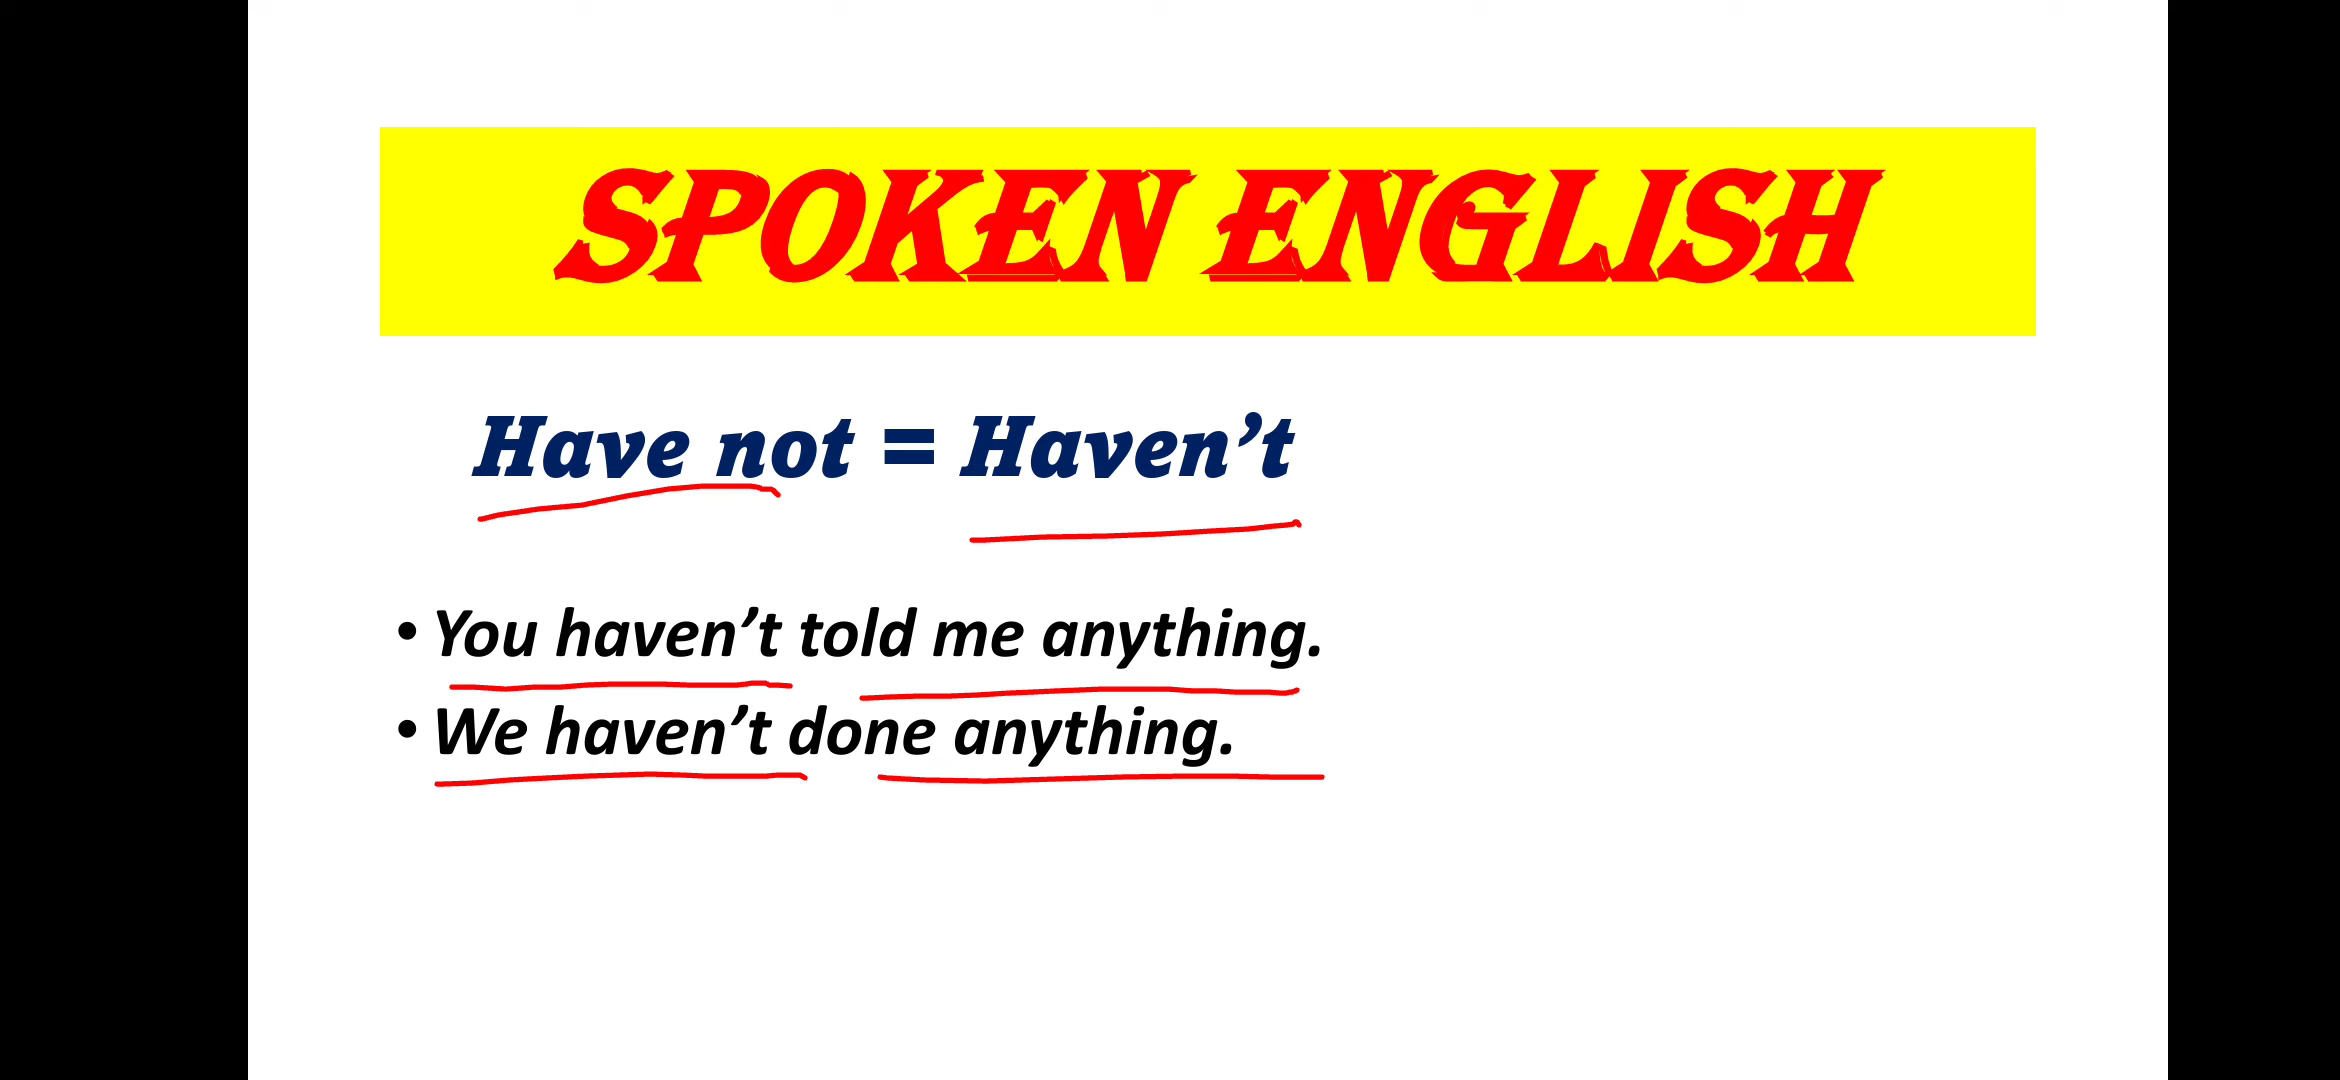 SPOKEN ENGLISH
Have not = Haven’t
• You haven’t told me anything.
• We haven’t done anything.